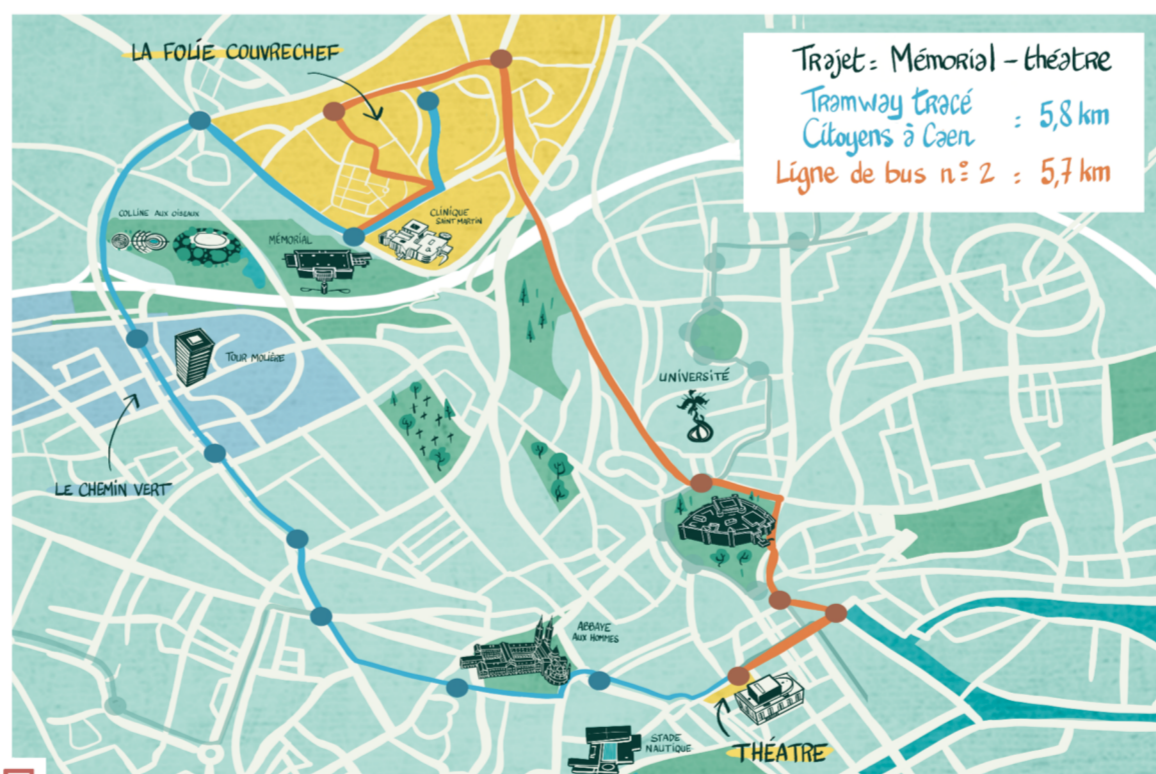 LA FOLIE COUVRECHEF
Trajet : Mémorial – théâtre
Tramway tracé
Citoyens à Caen : 5,8 km
Ligne de bus n° 2 : 5,7 km
COLLINE AUX OISEAUX
MÉMORIAL
CLINIQUE
SAINT MARTIN
TOUR MOLIÈRE
UNIVERSITÉ
LE CHEMIN VERT
ABBAYE
AUX HOMMES
STADE
NAUTIQUE
THÉATRE